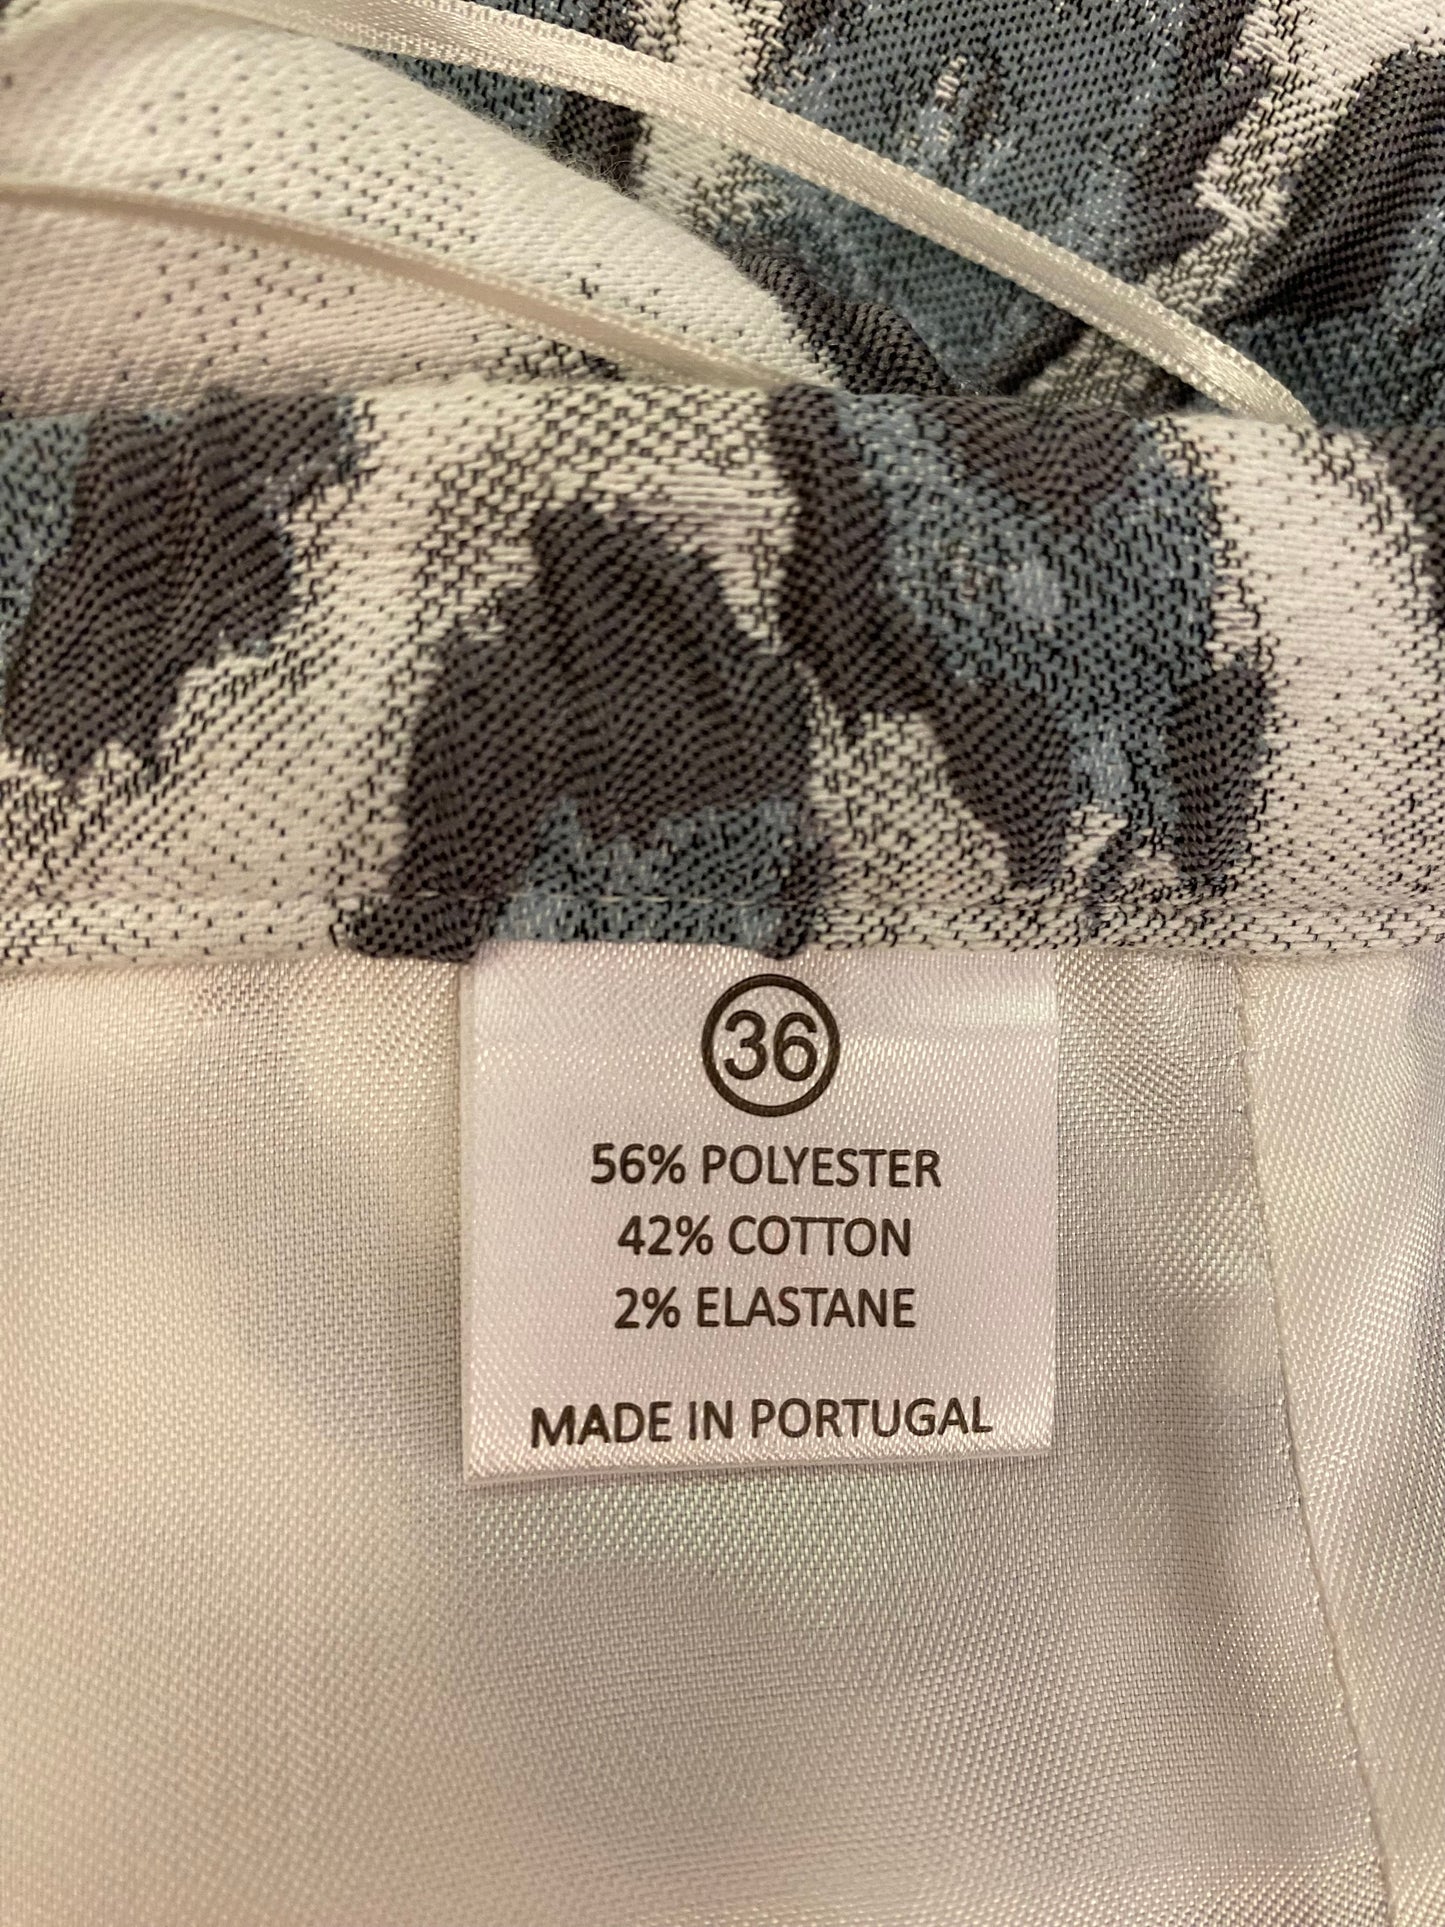 36
56% POLYESTER
42% COTTON
2% ELASTANE
MADE IN PORTUGAL